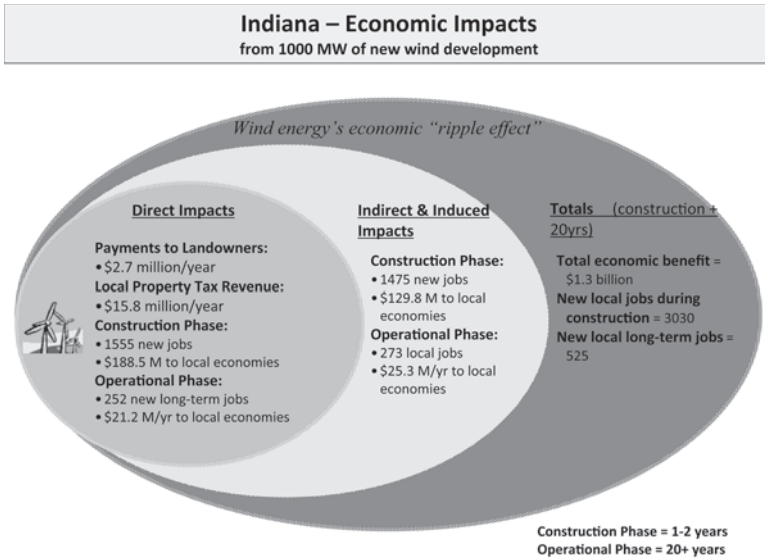 Indiana – Economic Impacts
from 1000 MW of new wind development
Wind energy's economic “ripple effect”
Direct Impacts
Payments to Landowners:
• $2.7 million/year
Local Property Tax Revenue:
• $15.8 million/year
Construction Phase:
• 1555 new jobs
• $188.5 M to local economies
Operational Phase:
• 252 new long-term jobs
• $21.2 M/yr to local economies
Indirect & Induced
Impacts
Construction Phase:
• 1475 new jobs
• $129.8 M to local
economies
Operational Phase:
• 273 local jobs
• $25.3 M/yr to local
economies
Totals (construction +
20yrs)
Total economic benefit =
$1.3 billion
New local jobs during
construction = 3030
New local long-term jobs =
525
Construction Phase = 1-2 years
Operational Phase = 20+ years